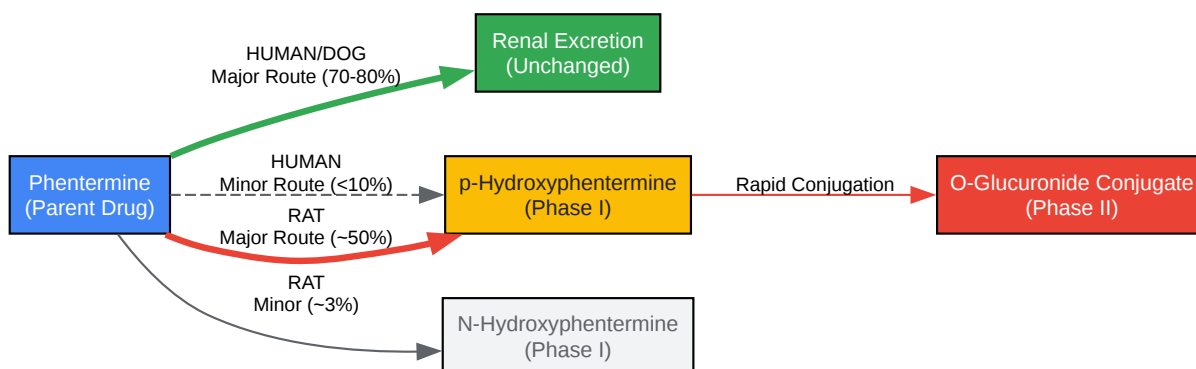 HUMAN/DOG
Major Route (70-80%)
Renal Excretion
(Unchanged)
Phentermine
(Parent Drug)
HUMAN
Minor Route (<10%)
RAT
Major Route (~50%)
p-Hydroxyphentermine
(Phase I)
Rapid Conjugation
O-Glucuronide Conjugate
(Phase II)
RAT
Minor (~3%)
N-Hydroxyphentermine
(Phase I)